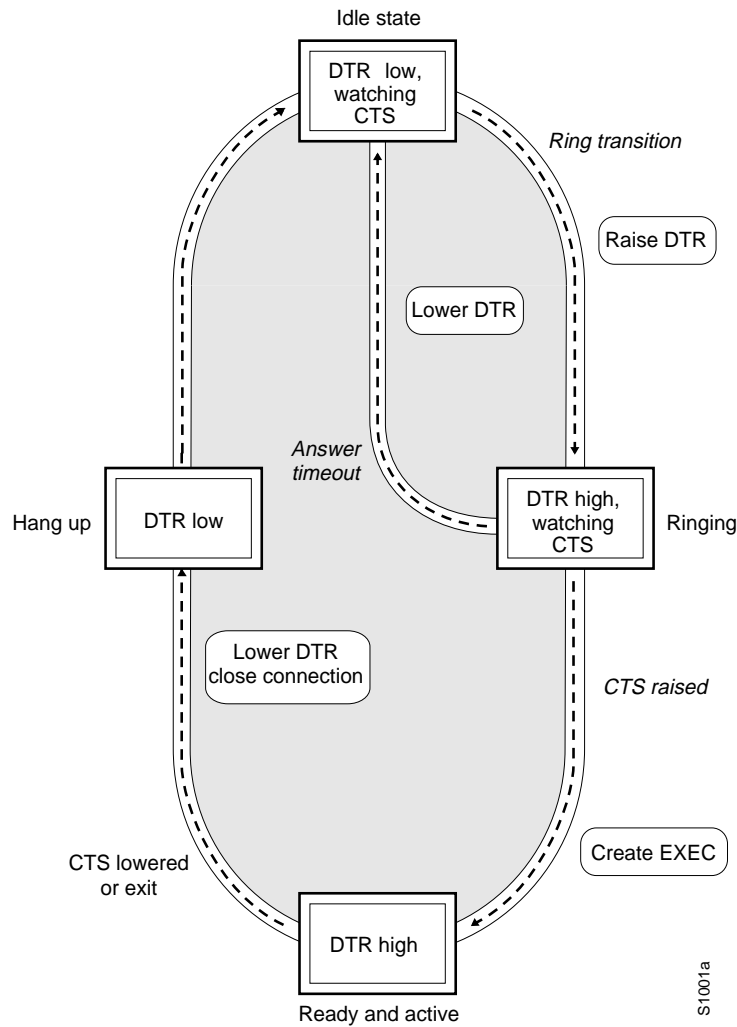 Idle state
DTR low,
watching
CTS
Ring transition
Raise DTR
Lower DTR
Answer
timeout
Hang up
DTR low
DTR high,
watching
CTS
Ringing
Lower DTR
close connection
CTS raised
CTS lowered
or exit
Create EXEC
DTR high
Ready and active
S1001a